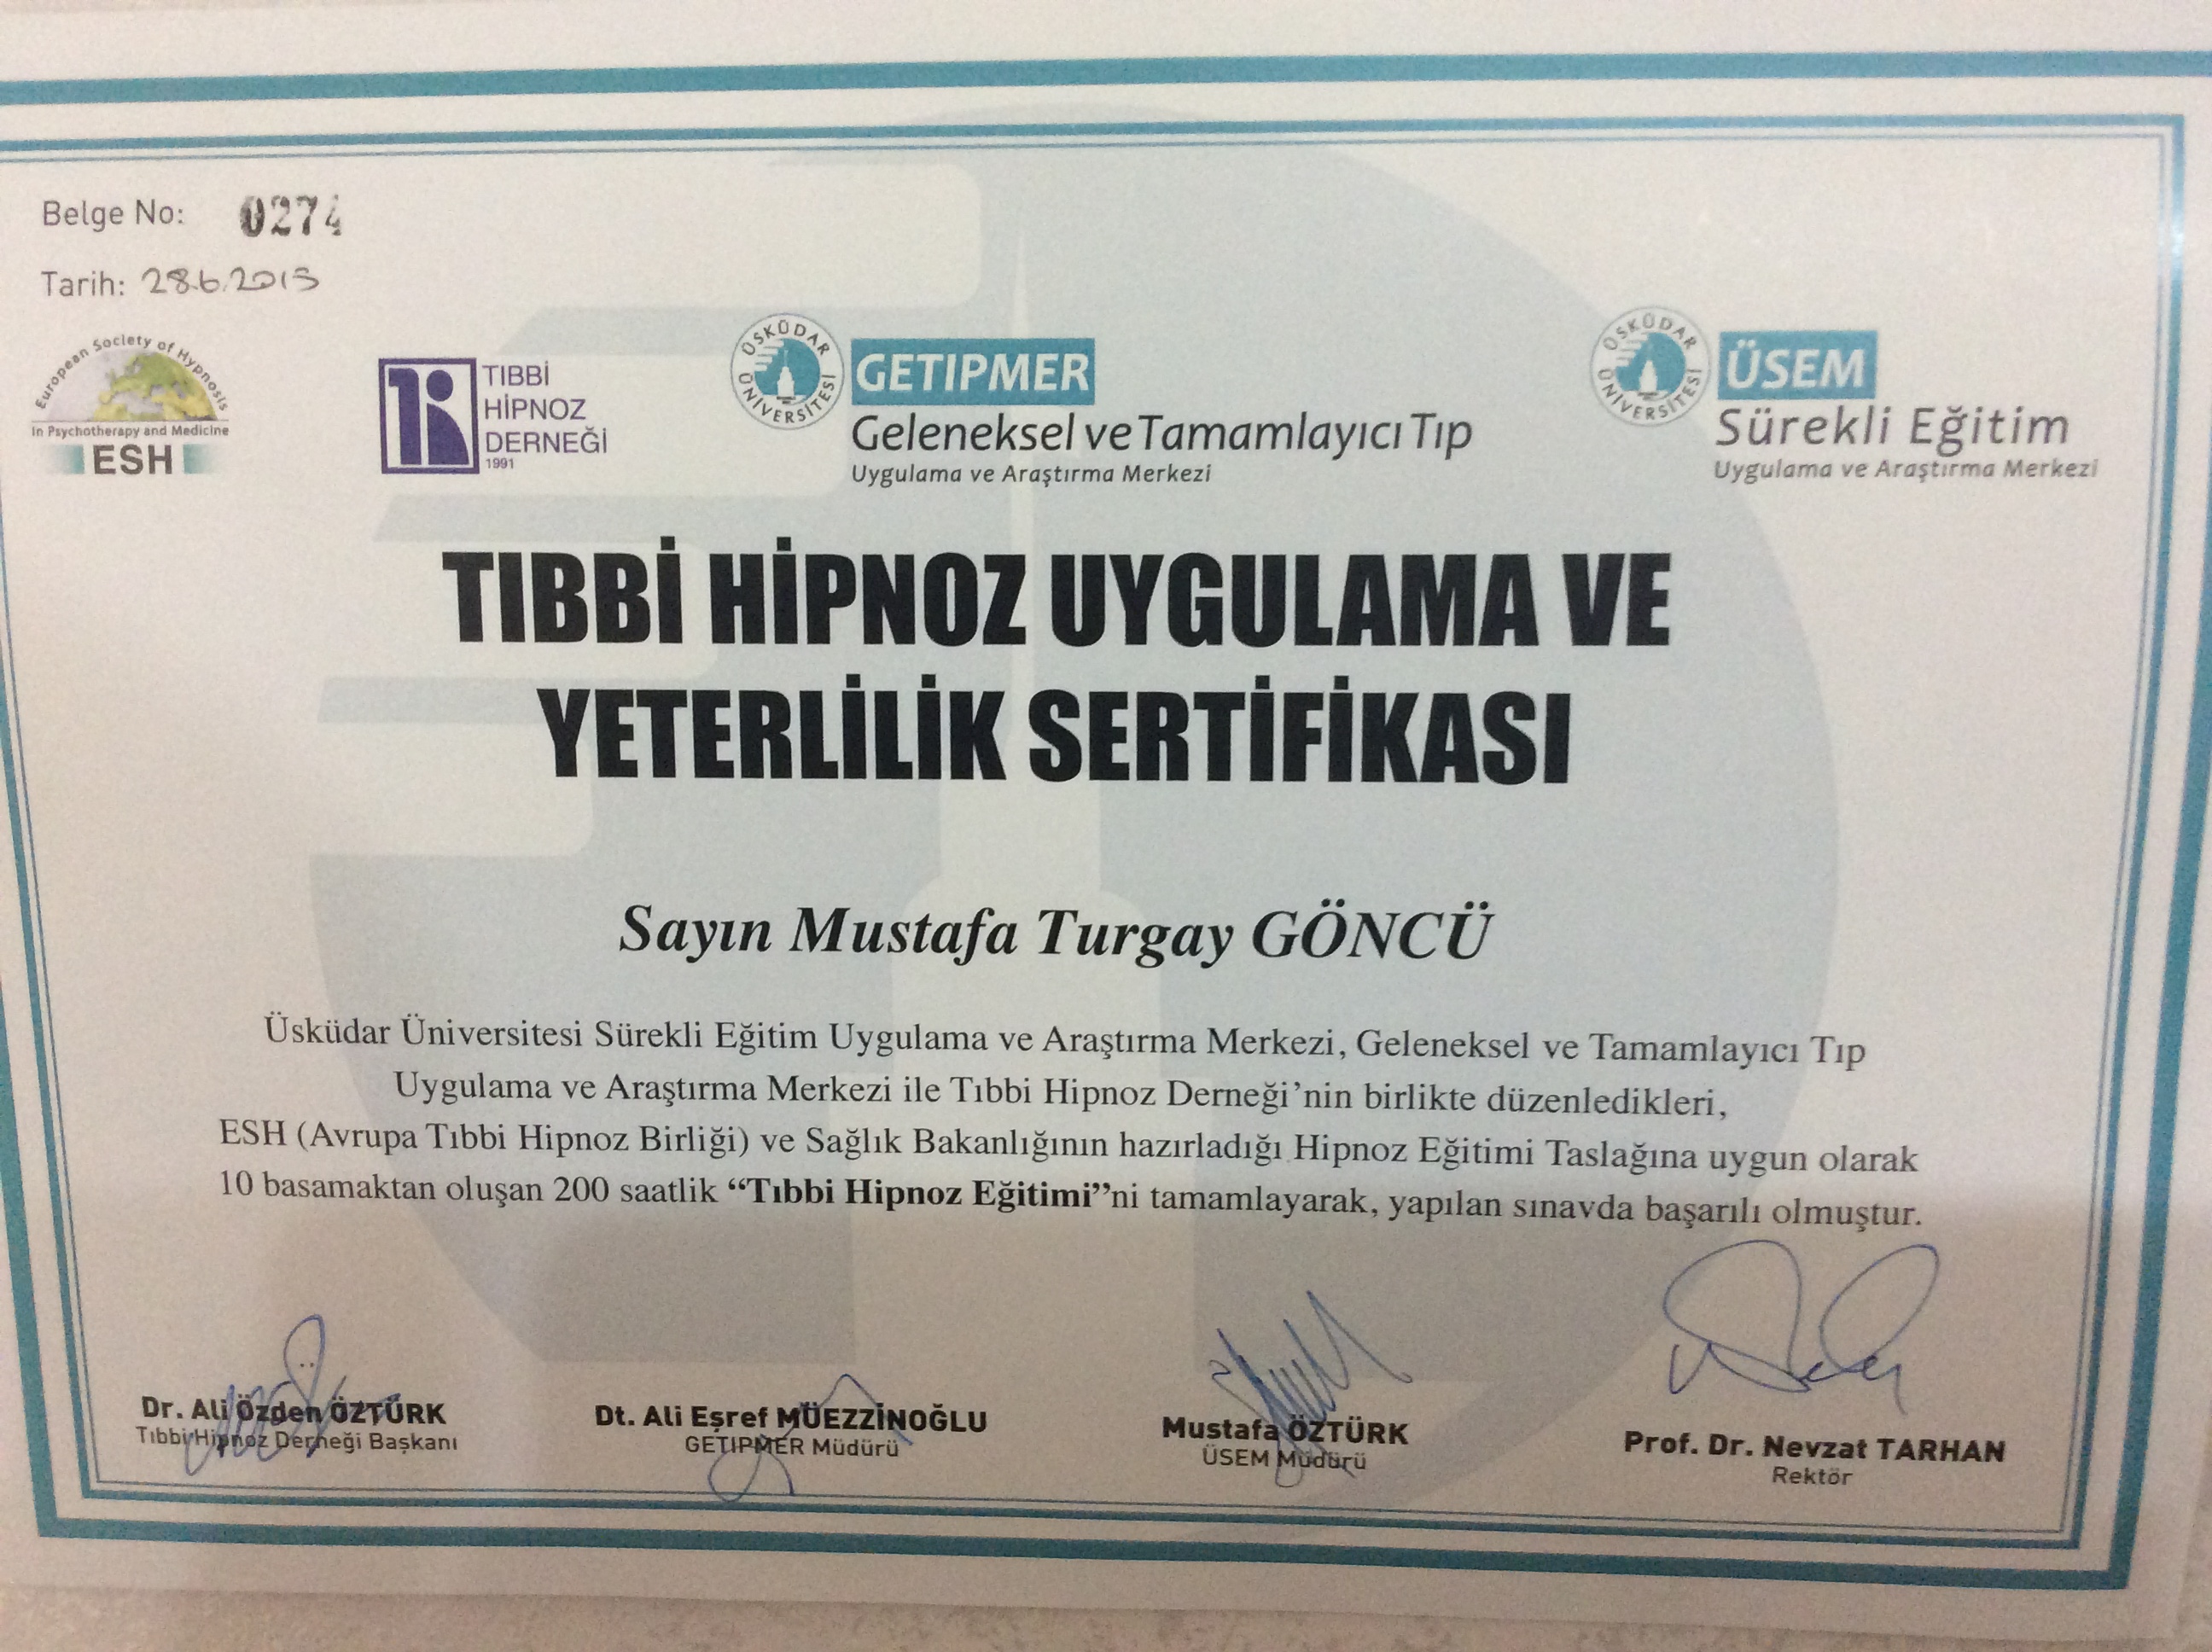 Belge No: 0274
Tarih: 28.6.2015
European Society of Hypnosis
In Psychotherapy and Medicine
ESH
TIBBİ
HİPNOZ
DERNEĞİ
1991
ÜSKÜDAR ÜNİVERSİTESİ
GETIPMER
Geleneksel ve Tamamlayıcı Tıp
Uygulama ve Araştırma Merkezi
ÜSKÜDAR ÜNİVERSİTESİ
ÜSEM
Sürekli Eğitim
Uygulama ve Araştırma Merkezi
TIBBİ HİPNOZ UYGULAMA VE
YETERLİLİK SERTİFİKASI
Sayın Mustafa Turgay GÖNCÜ
Üsküdar Üniversitesi Sürekli Eğitim Uygulama ve Araştırma Merkezi, Geleneksel ve Tamamlayıcı Tıp
Uygulama ve Araştırma Merkezi ile Tıbbi Hipnoz Derneği'nin birlikte düzenledikleri,
ESH (Avrupa Tıbbi Hipnoz Birliği) ve Sağlık Bakanlığının hazırladığı Hipnoz Eğitimi Taslağına uygun olarak
10 basamaktan oluşan 200 saatlik “Tıbbi Hipnoz Eğitimi”ni tamamlayarak, yapılan sınavda başarılı olmuştur.
Dr. Ali Özden ÖZTÜRK
Tıbbi Hipnoz Derneği Başkanı
Dt. Ali Eşref MÜEZZİNOĞLU
GETIPMER Müdürü
Mustafa ÖZTÜRK
ÜSEM Müdürü
Prof. Dr. Nevzat TARHAN
Rektör